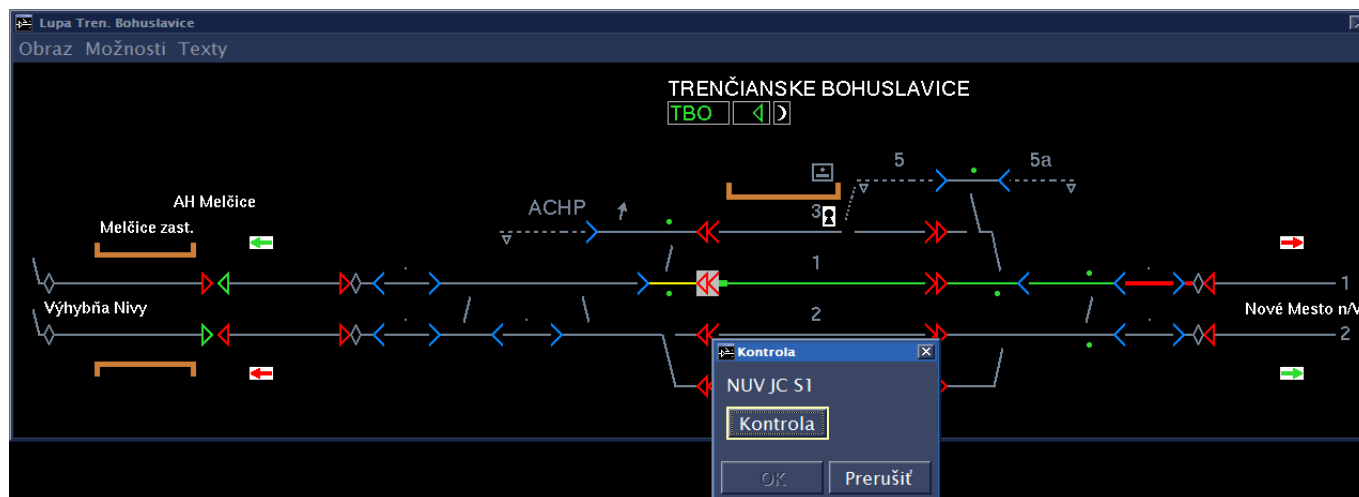 Lupa Tren. Bohuslavice
Obraz Možnosti Texty
TRENČIANSKE BOHUSLAVICE
TBO
5
5a
AH Melčice
ACHP
3
Melčice zast.
1
1
Výhybňa Nivy
2
Nové Mesto n/V
2
Kontrola
NUV JC S1
Kontrola
OK
Prerušiť